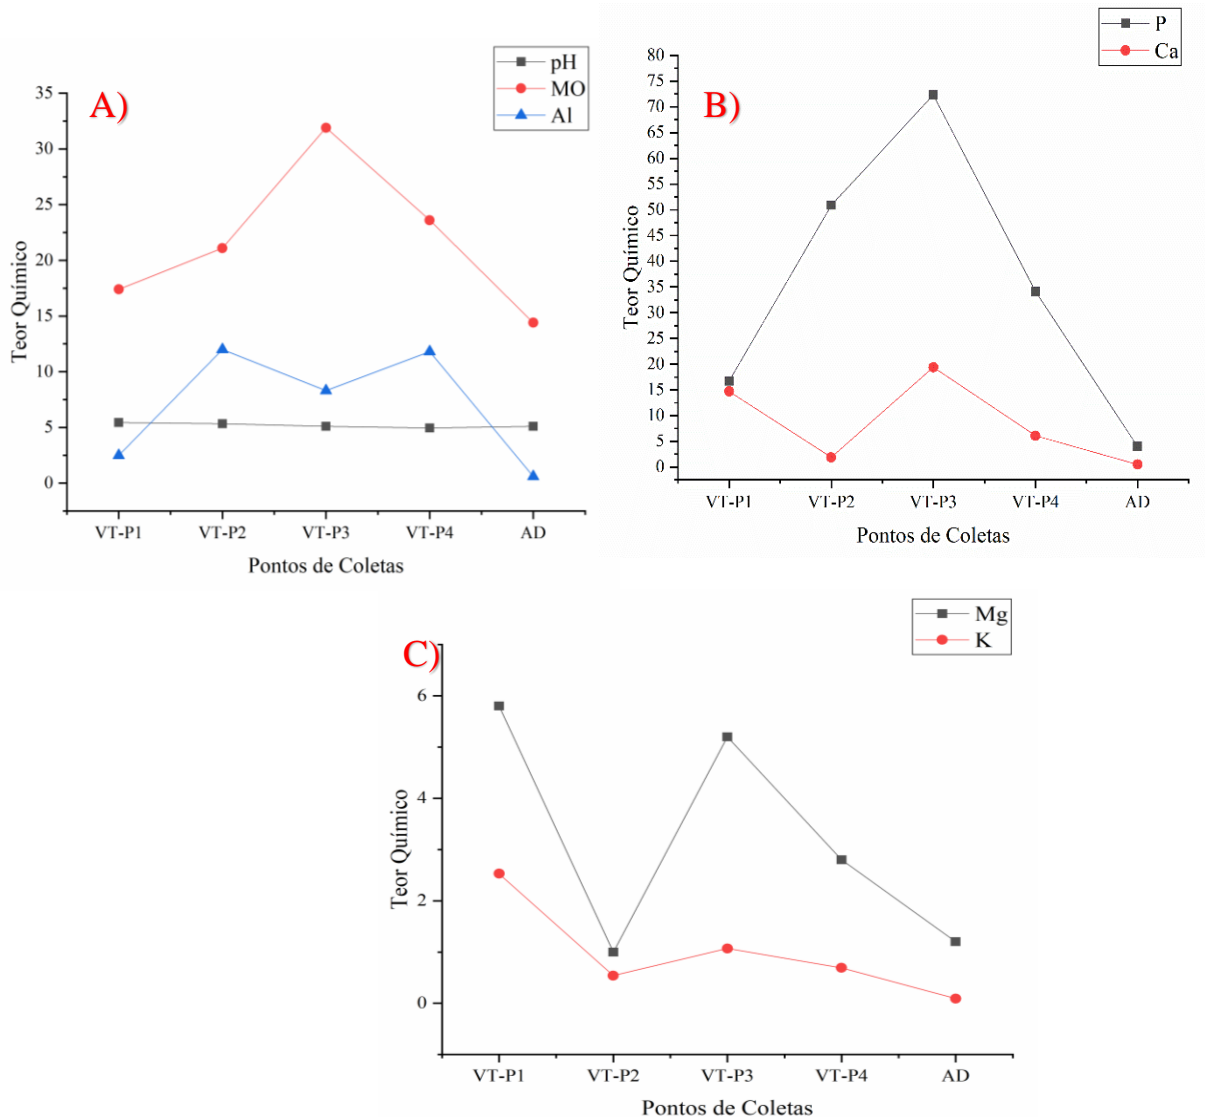 A)
pH
MO
Al
35
30
25
20
15
10
5
0
Teor Químico
VT-P1 VT-P2 VT-P3 VT-P4 AD
Pontos de Coletas
B)
P
Ca
80
75
70
65
60
55
50
45
40
35
30
25
20
15
10
5
0
Teor Químico
VT-P1 VT-P2 VT-P3 VT-P4 AD
Pontos de Coletas
C)
Mg
K
6
4
2
0
Teor Químico
VT-P1 VT-P2 VT-P3 VT-P4 AD
Pontos de Coletas